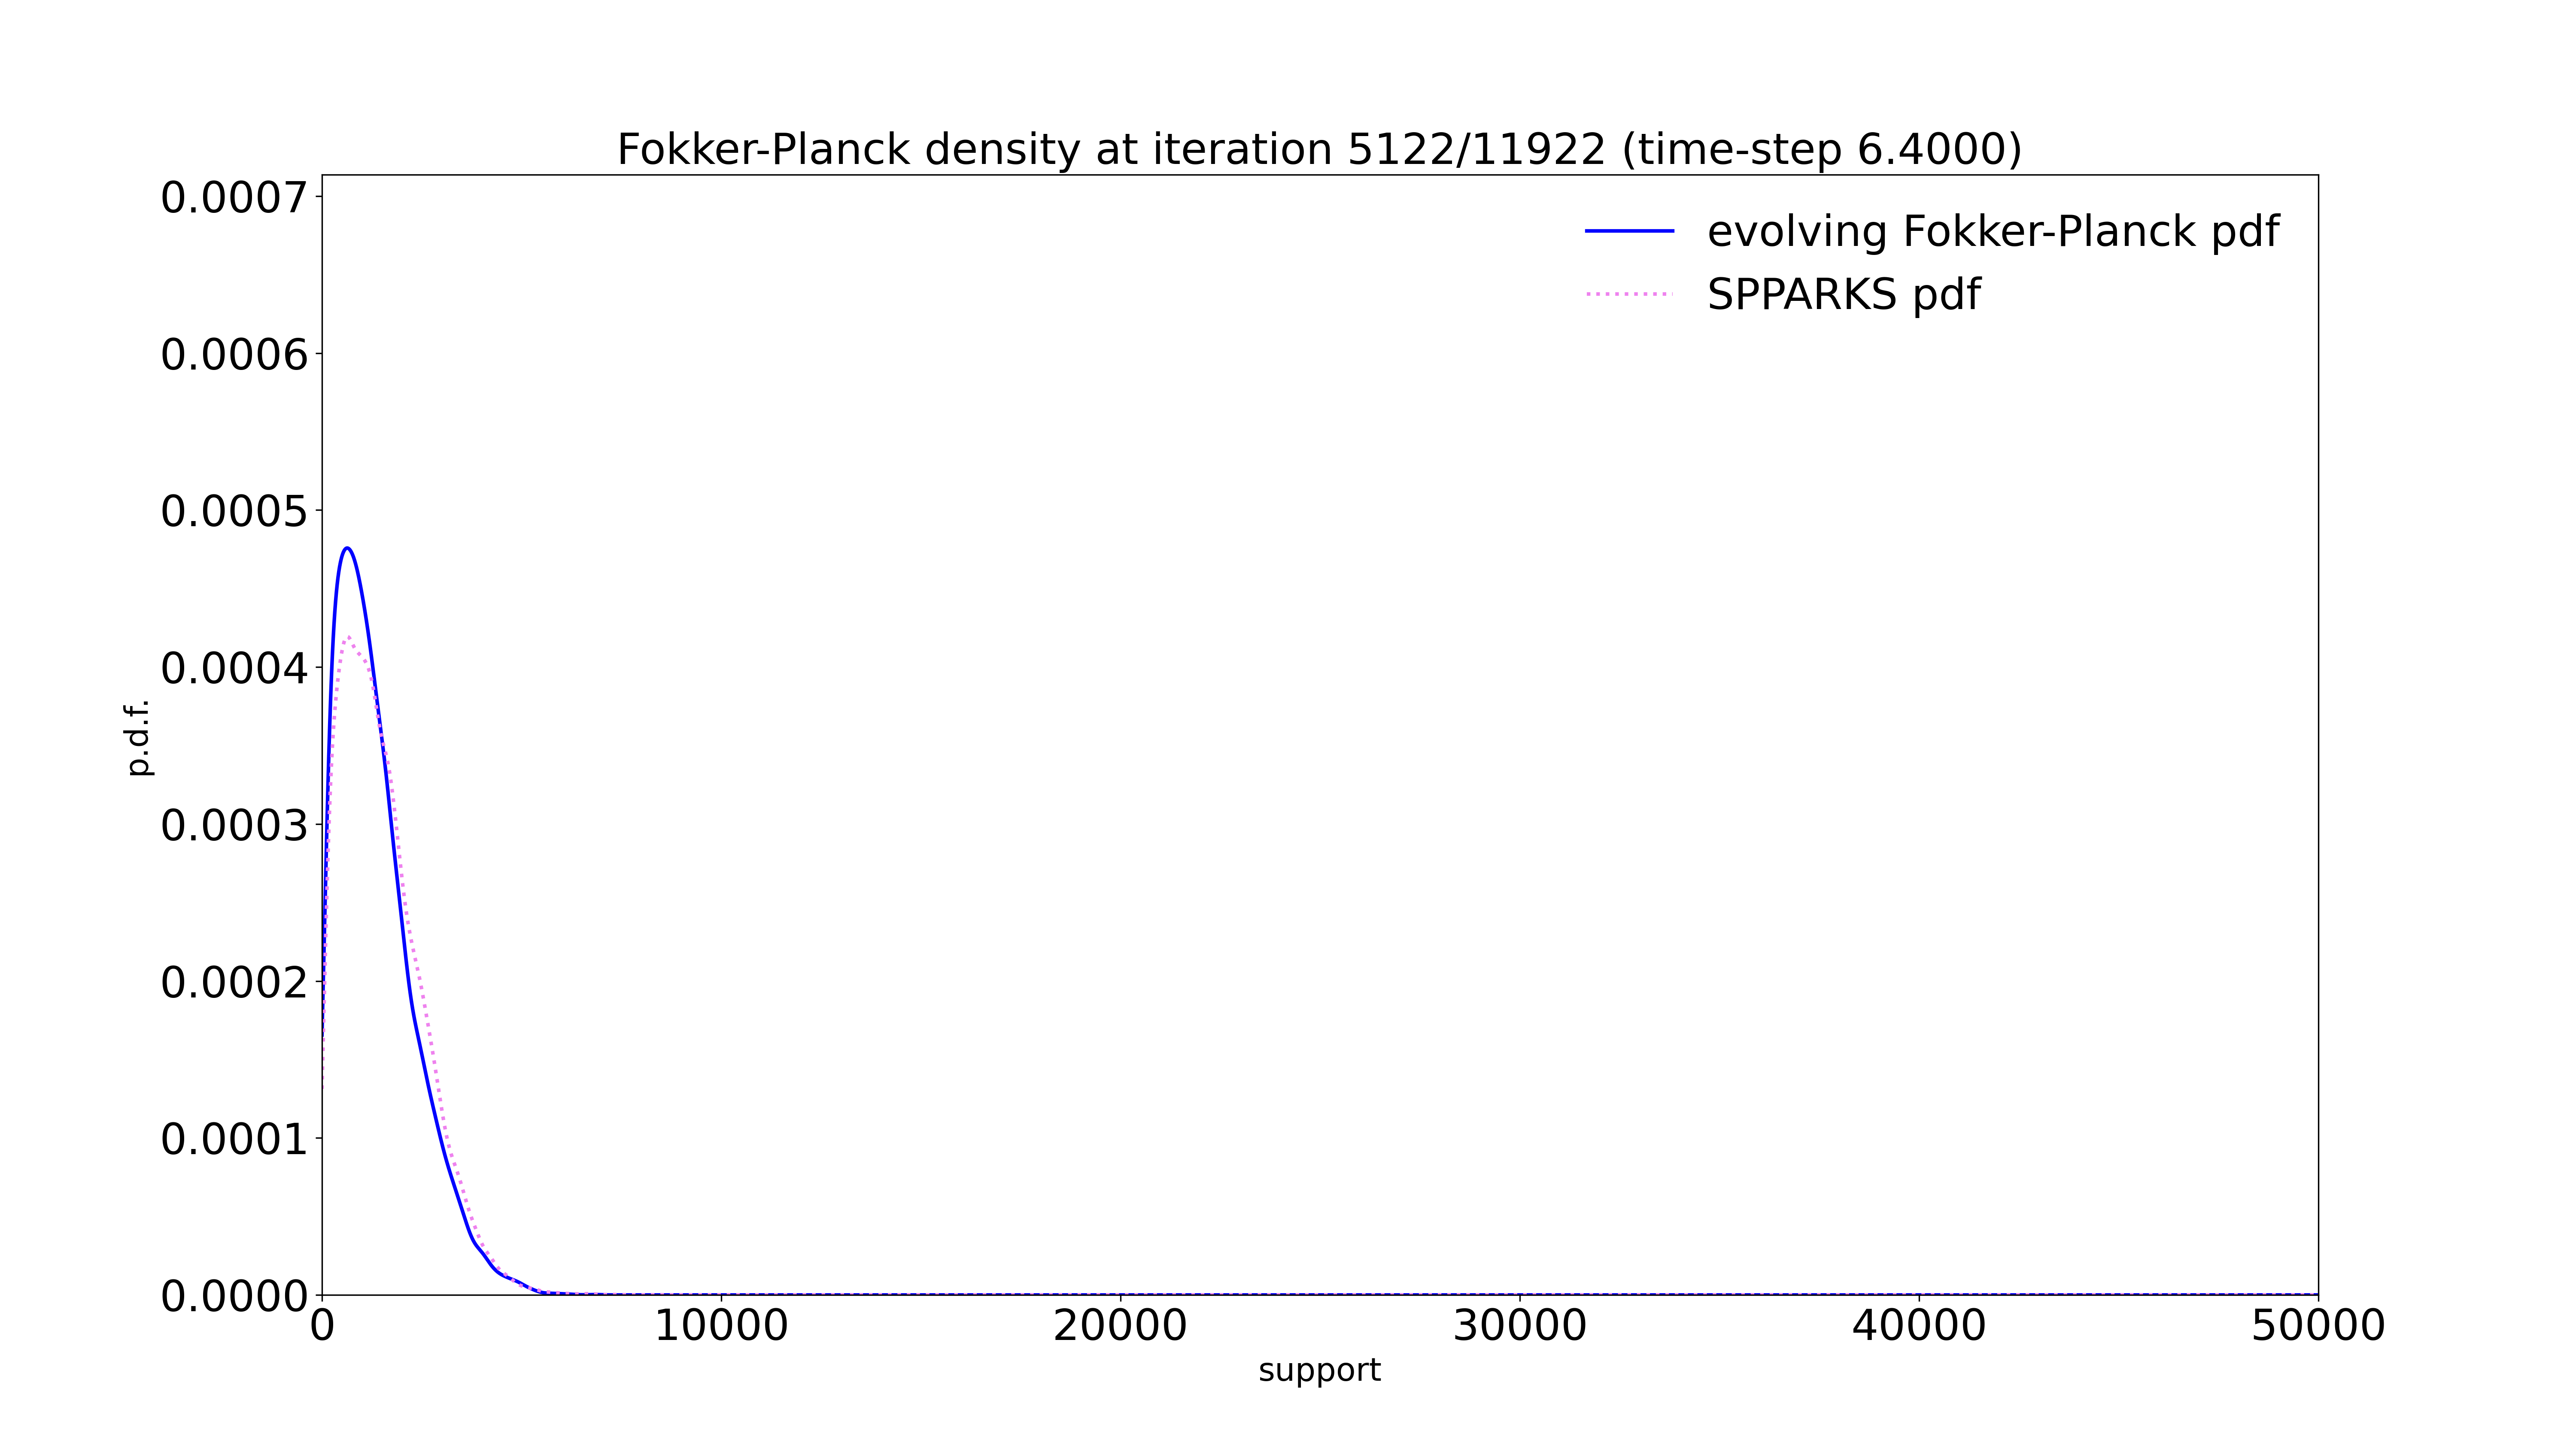 Fokker-Planck density at iteration 5122/11922 (time-step 6.4000)
evolving Fokker-Planck pdf
SPPARKS pdf
0.0007
0.0006
0.0005
0.0004
0.0003
0.0002
0.0001
0.0000
p.d.f.
0 10000 20000 30000 40000 50000
support